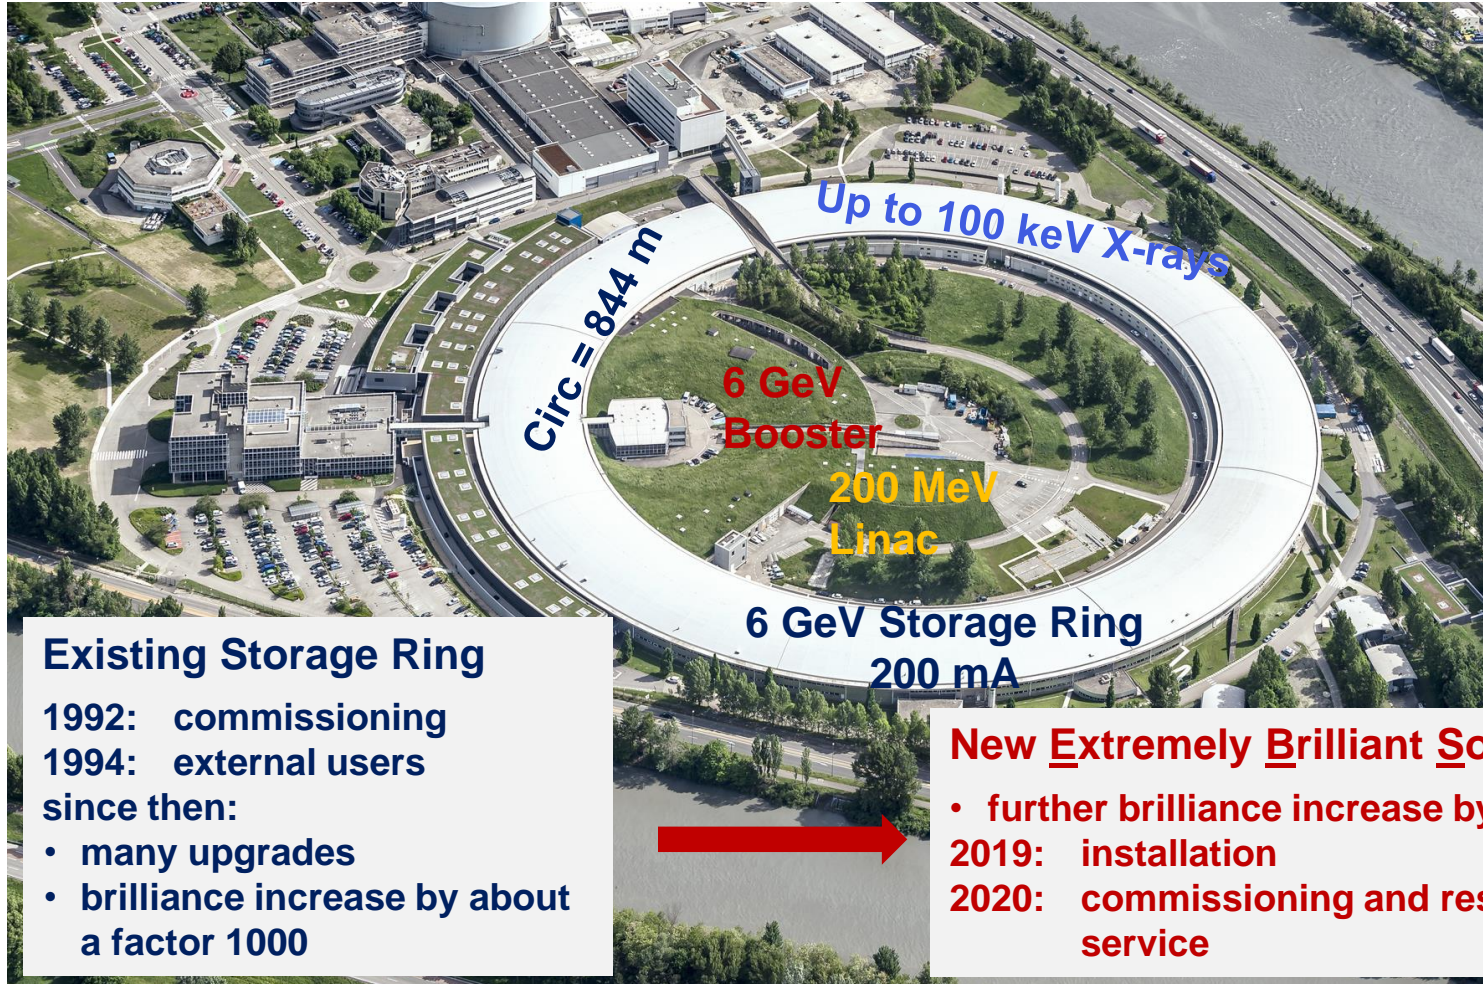 Up to 100 keV X-rays
Circ = 844 m
6 GeV
Booster
200 MeV
Linac
6 GeV Storage Ring
200 mA
Existing Storage Ring
1992: commissioning
1994: external users
since then:
• many upgrades
• brilliance increase by about
a factor 1000
New Extremely Brilliant
• further brilliance increase by
2019: installation
2020: commissioning and
service